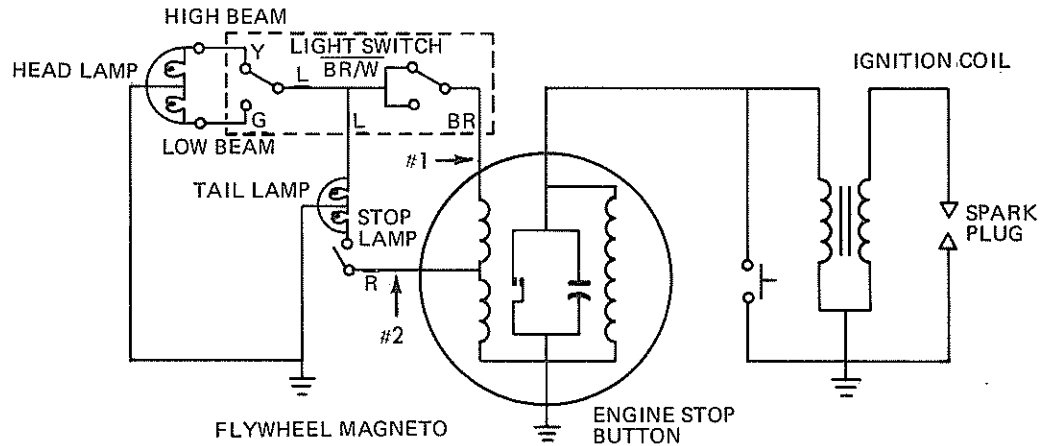 HIGH BEAM
Y
LIGHT SWITCH
HEAD LAMP
L
BR/W
IGNITION COIL
G
L
BR
LOW BEAM
#1
TAIL LAMP
STOP
LAMP
SPARK
PLUG
R
#2
FLYWHEEL MAGNETO
ENGINE STOP
BUTTON